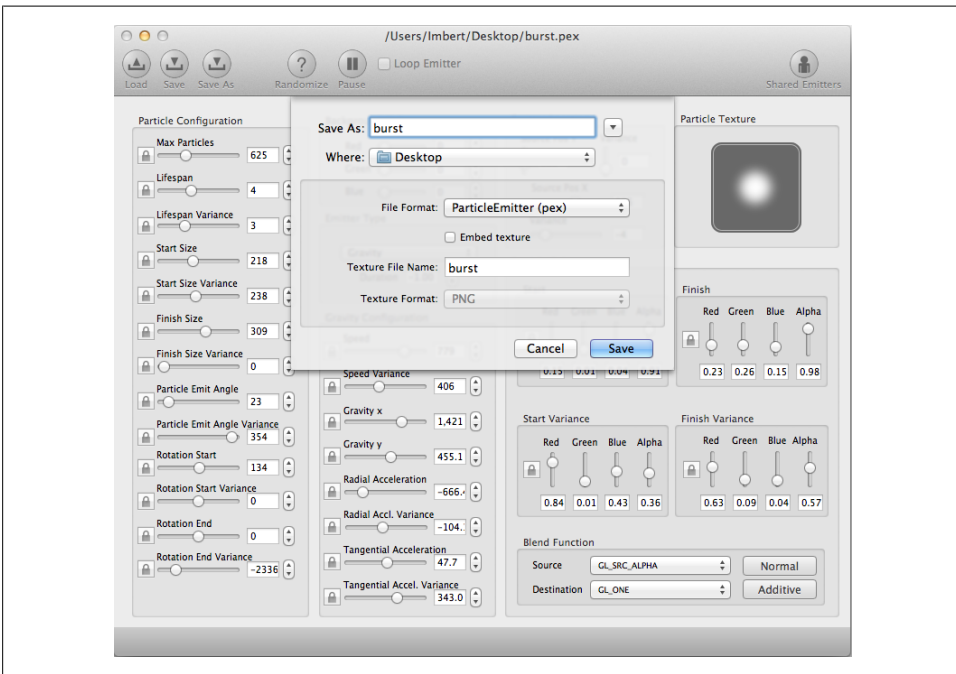 /Users/Imbert/Desktop/burst.pex
Load Save Save As Randomize Pause Loop Emitter Shared Emitters
Save As: burst
Where: Desktop
File Format: ParticleEmitter (pex)
Embed texture
Texture File Name: burst
Texture Format: PNG
Cancel Save
Particle Configuration
Max Particles
625
Lifespan
4
Lifespan Variance
3
Start Size
218
Start Size Variance
238
Finish Size
309
Finish Size Variance
0
Particle Emit Angle
23
Particle Emit Angle Variance
354
Rotation Start
134
Rotation Start Variance
0
Rotation End
0
Rotation End Variance
-2336
Speed Variance
406
Gravity x
1,421
Gravity y
455.1
Radial Acceleration
-666.
Radial Accl. Variance
-104.
Tangential Acceleration
47.7
Tangential Accel. Variance
343.0
Particle Texture
Finish
Red Green Blue Alpha
0.15 0.01 0.04 0.91
0.23 0.26 0.15 0.98
Start Variance
Red Green Blue Alpha
0.84 0.01 0.43 0.36
Finish Variance
Red Green Blue Alpha
0.63 0.09 0.04 0.57
Blend Function
Source GL_SRC_ALPHA Normal
Destination GL_ONE Additive